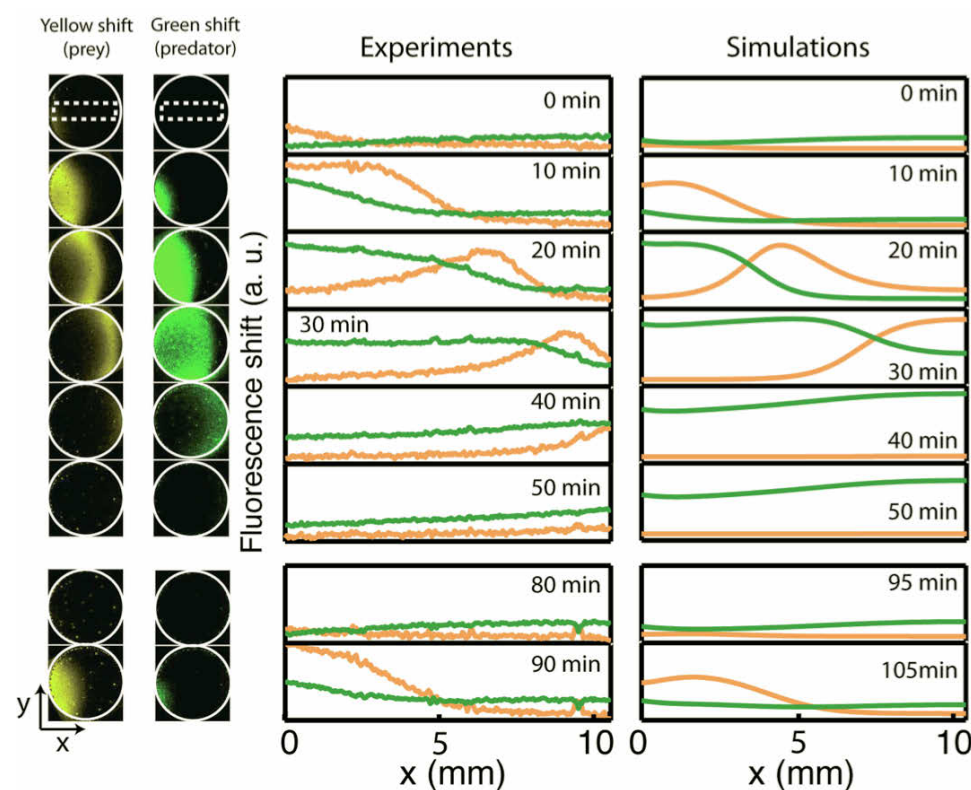 Yellow shift
(prey)
Green shift
(predator)
Experiments
Simulations
Fluorescence shift (a. u.)
0 min
10 min
20 min
30 min
40 min
50 min
80 min
90 min
0 min
10 min
20 min
30 min
40 min
50 min
95 min
105min
y
x
0
5
10
x (mm)
0
5
10
x (mm)